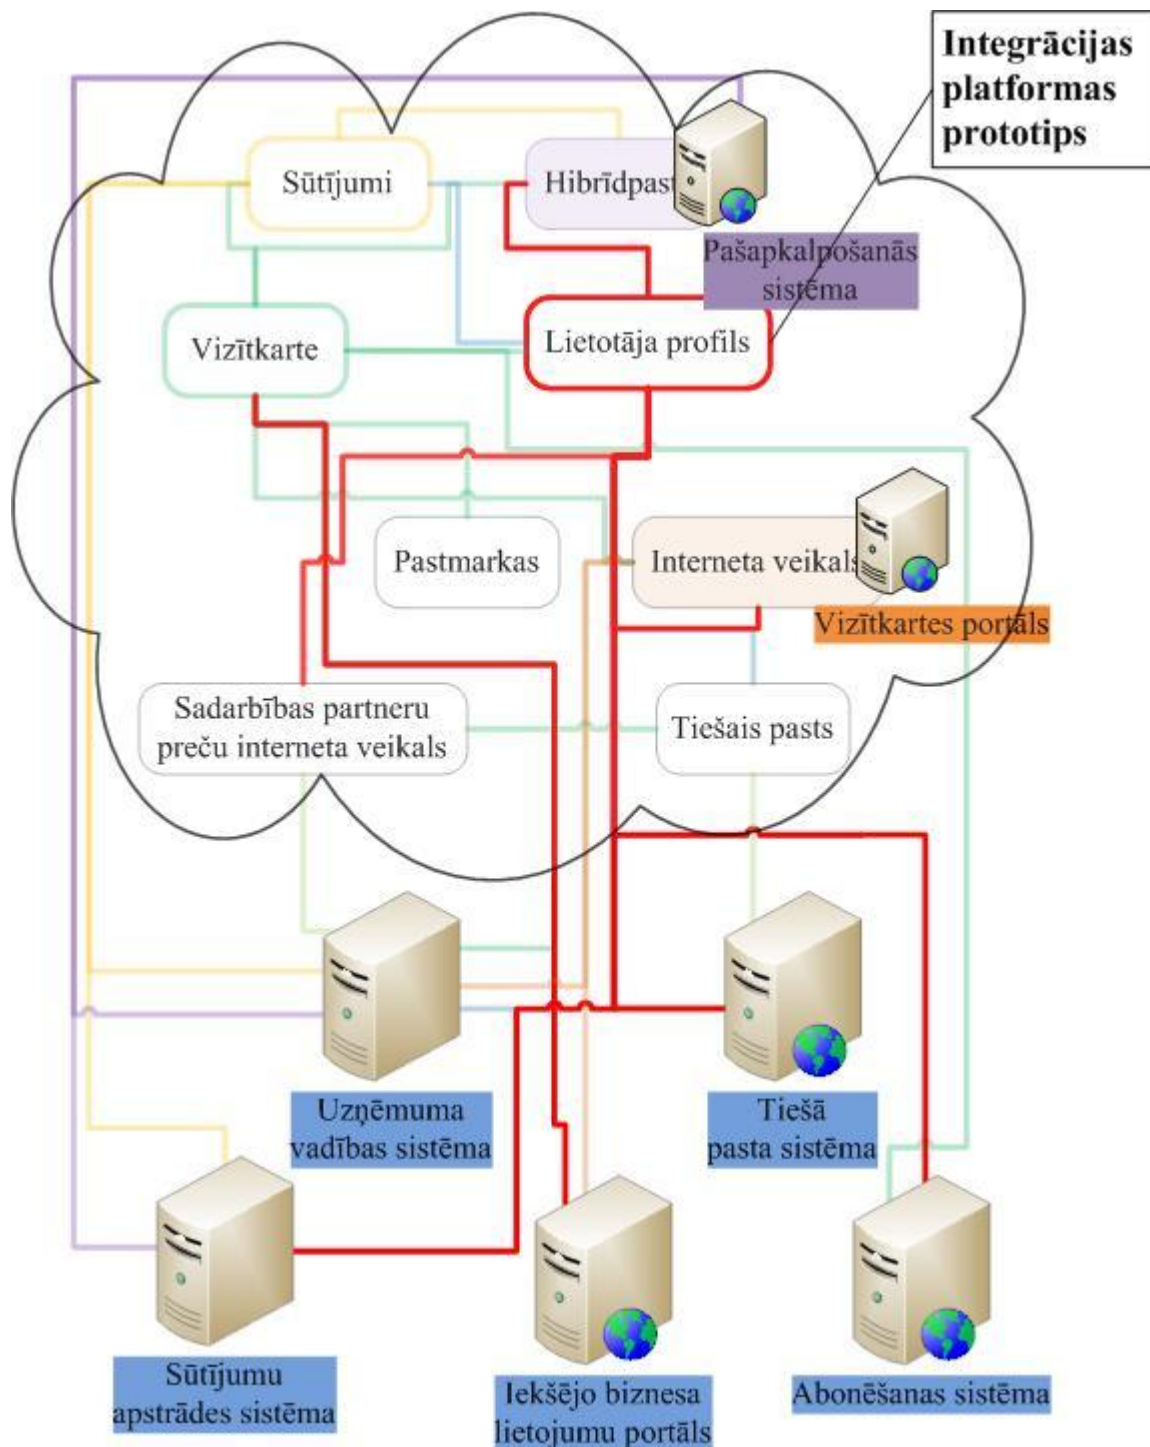 Integrācijas
platformas
prototips
Sūtījumi
Hibrīdpast
Pašapkalpošanās
sistēma
Vizītkarte
Lietotāja profils
Pastmarkas
Interneta veikals
Vizītkartes portāls
Sadarbības partneru
preču interneta veikals
Tiešais pasts
Uzņēmuma
vadības sistēma
Tiešā
pasta sistēma
Sūtījumu
apstrādes sistēma
Iekšējo biznesa
lietojumu portāls
Abonēšanas sistēma